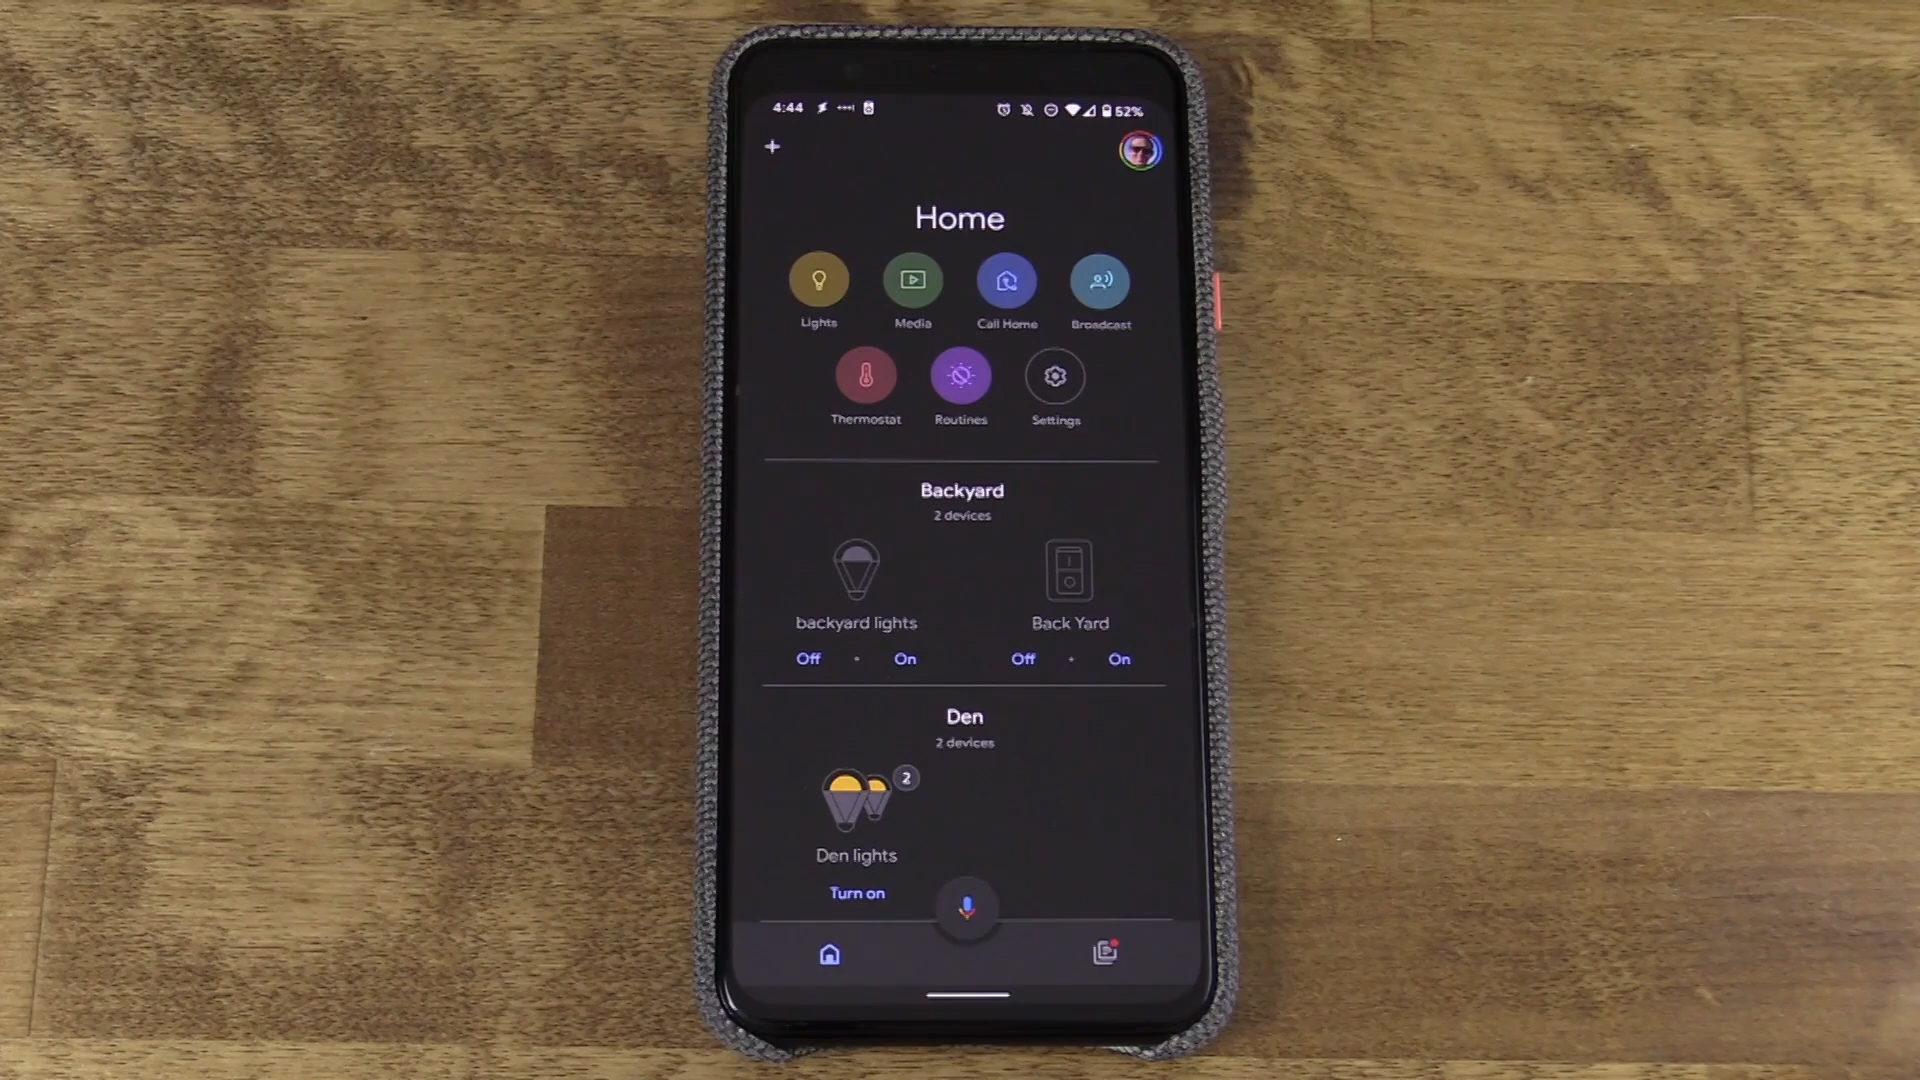 4:44 52%
Home
Lights Media Call Home Broadcast
Thermostat Routines Settings
Backyard
2 devices
backyard lights Back Yard
Off • On Off • On
Den
2 devices
2
Den lights
Turn on